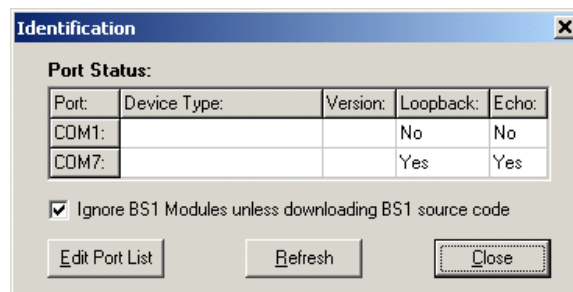 Identification
Port Status:
Port: Device Type: Version: Loopback: Echo:
COM1: No No
COM7: Yes Yes
Ignore BS1 Modules unless downloading BS1 source code
Edit Port List Refresh Close